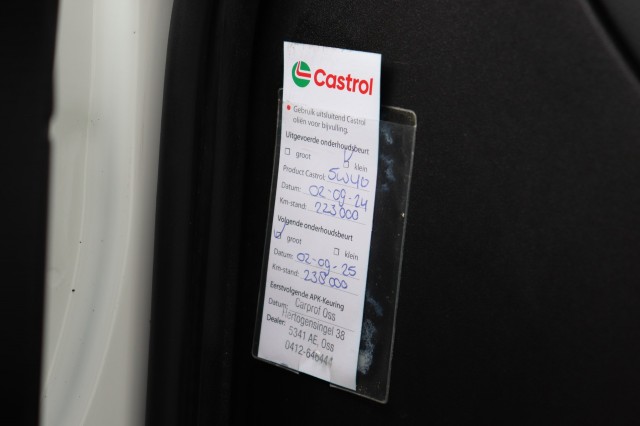 Castrol
Gebruik uitsluitend Castrol
oliën voor bijvulling.
Uitgevoerde onderhoudsbeurt
groot klein
Product Castrol: 5W40
Datum: 02-09-24
Km-stand: 223000
Volgende onderhoudsbeurt
groot klein
Datum: 02-09-25
Km-stand: 238000
Eerstvolgende APK-Keuring
Carprof Oss
Datum:
Hertogensingel 38
Dealer:
5341 AE, Oss